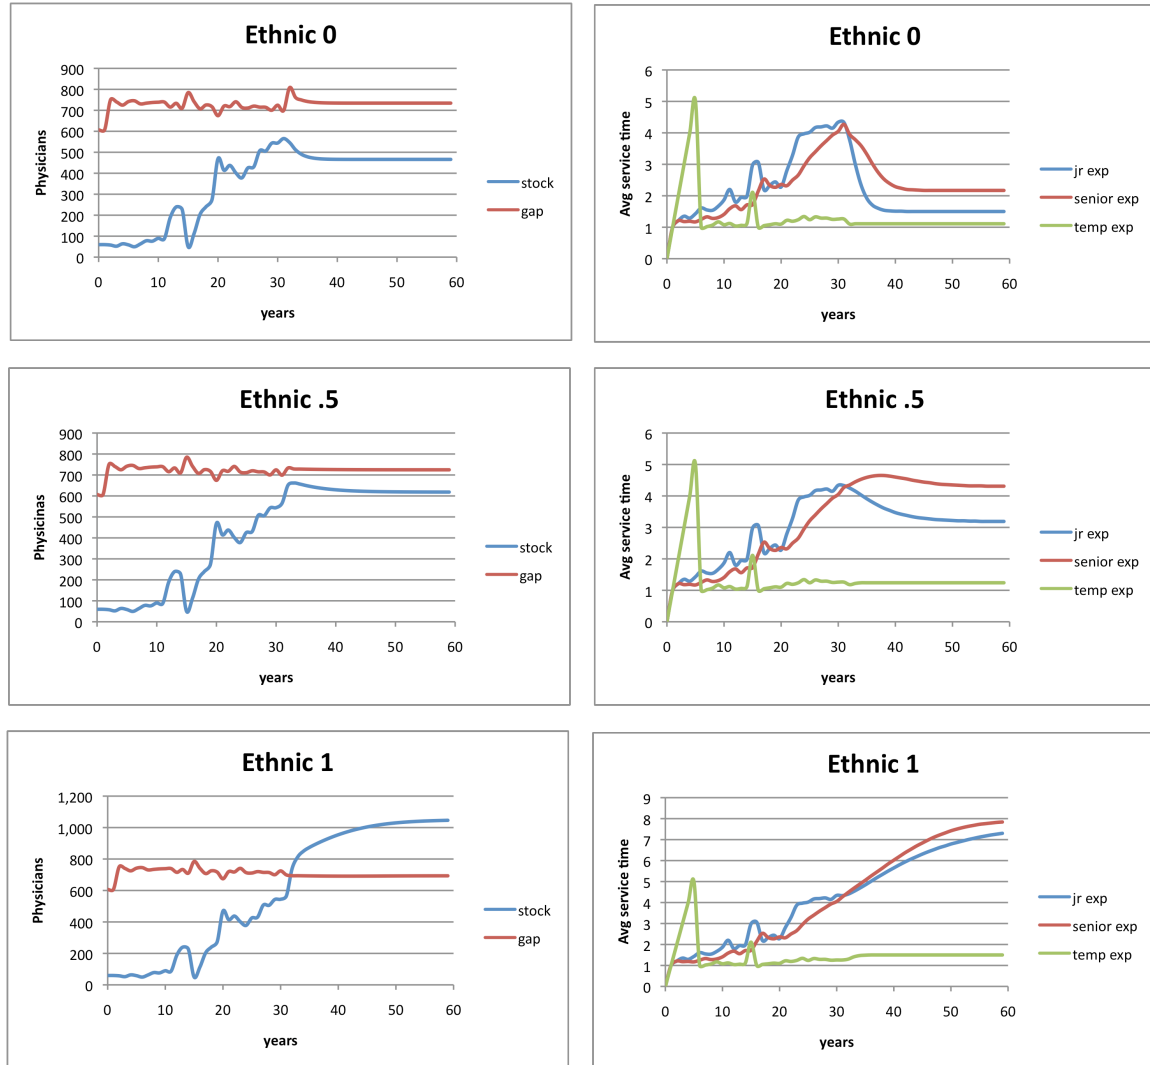 Ethnic 0
900
800
700
600
500
400
300
200
100
0
Physicians
0 10 20 30 40 50 60
years
stock
gap
Ethnic 0
6
5
4
3
2
1
0
Avg service time
0 10 20 30 40 50 60
years
jr exp
senior exp
temp exp
Ethnic .5
900
800
700
600
500
400
300
200
100
0
Physicinas
0 10 20 30 40 50 60
years
stock
gap
Ethnic .5
6
5
4
3
2
1
0
Avg service time
0 10 20 30 40 50 60
years
jr exp
senior exp
temp exp
Ethnic 1
1,200
1,000
800
600
400
200
0
Physicians
0 10 20 30 40 50 60
years
stock
gap
Ethnic 1
9
8
7
6
5
4
3
2
1
0
Avg service time
0 10 20 30 40 50 60
years
jr exp
senior exp
temp exp